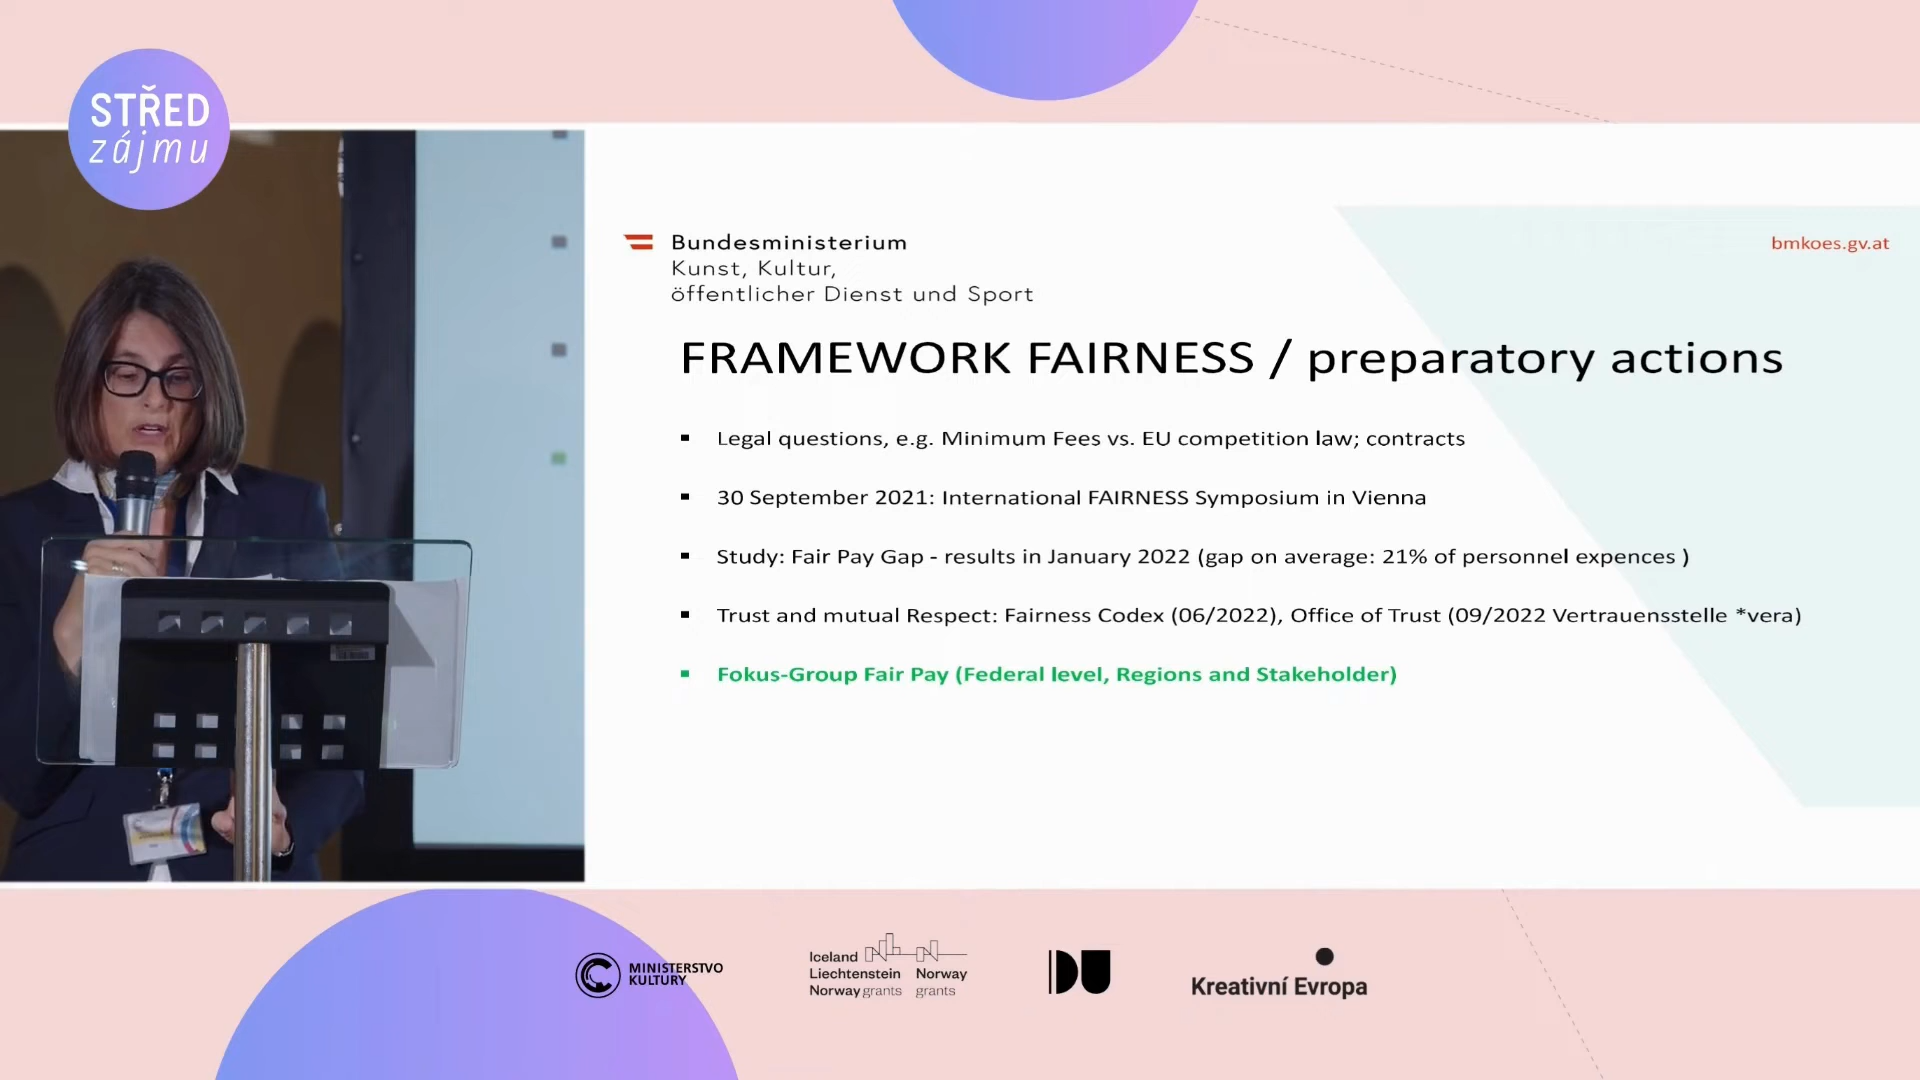 STŘED
zájmu
Bundesministerium
Kunst, Kultur,
öffentlicher Dienst und Sport
bmkoes.gv.at
FRAMEWORK FAIRNESS / preparatory actions
▪ Legal questions, e.g. Minimum Fees vs. EU competition law; contracts
▪ 30 September 2021: International FAIRNESS Symposium in Vienna
▪ Study: Fair Pay Gap - results in January 2022 (gap on average: 21% of personnel expences )
▪ Trust and mutual Respect: Fairness Codex (06/2022), Office of Trust (09/2022 Vertrauensstelle *vera)
▪ Fokus-Group Fair Pay (Federal level, Regions and Stakeholder)
MINISTERSTVO
KULTURY
Iceland
Liechtenstein
Norway grants
Norway
grants
DU
Kreativní Evropa